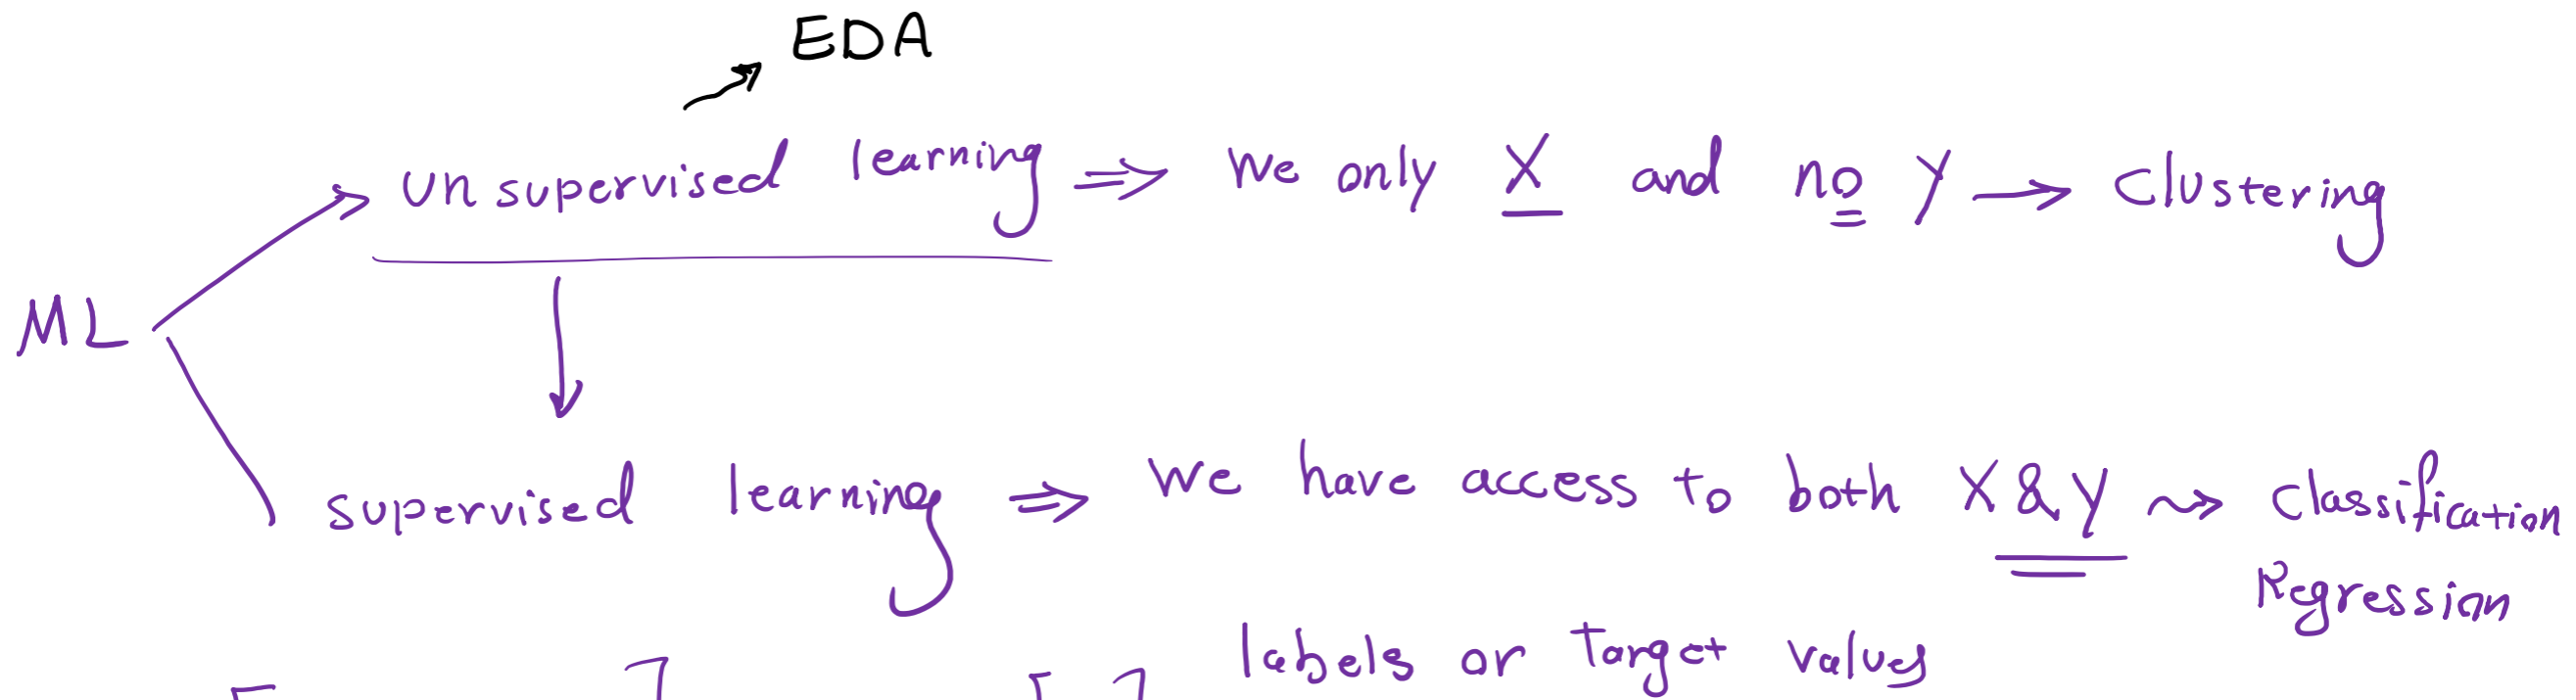 EDA
unsupervised learning ⇒ we only X and no Y → clustering
ML
supervised learning ⇒ we have access to both X & Y ⇝ classification
Regression
labels or target values
[ ] [ ]